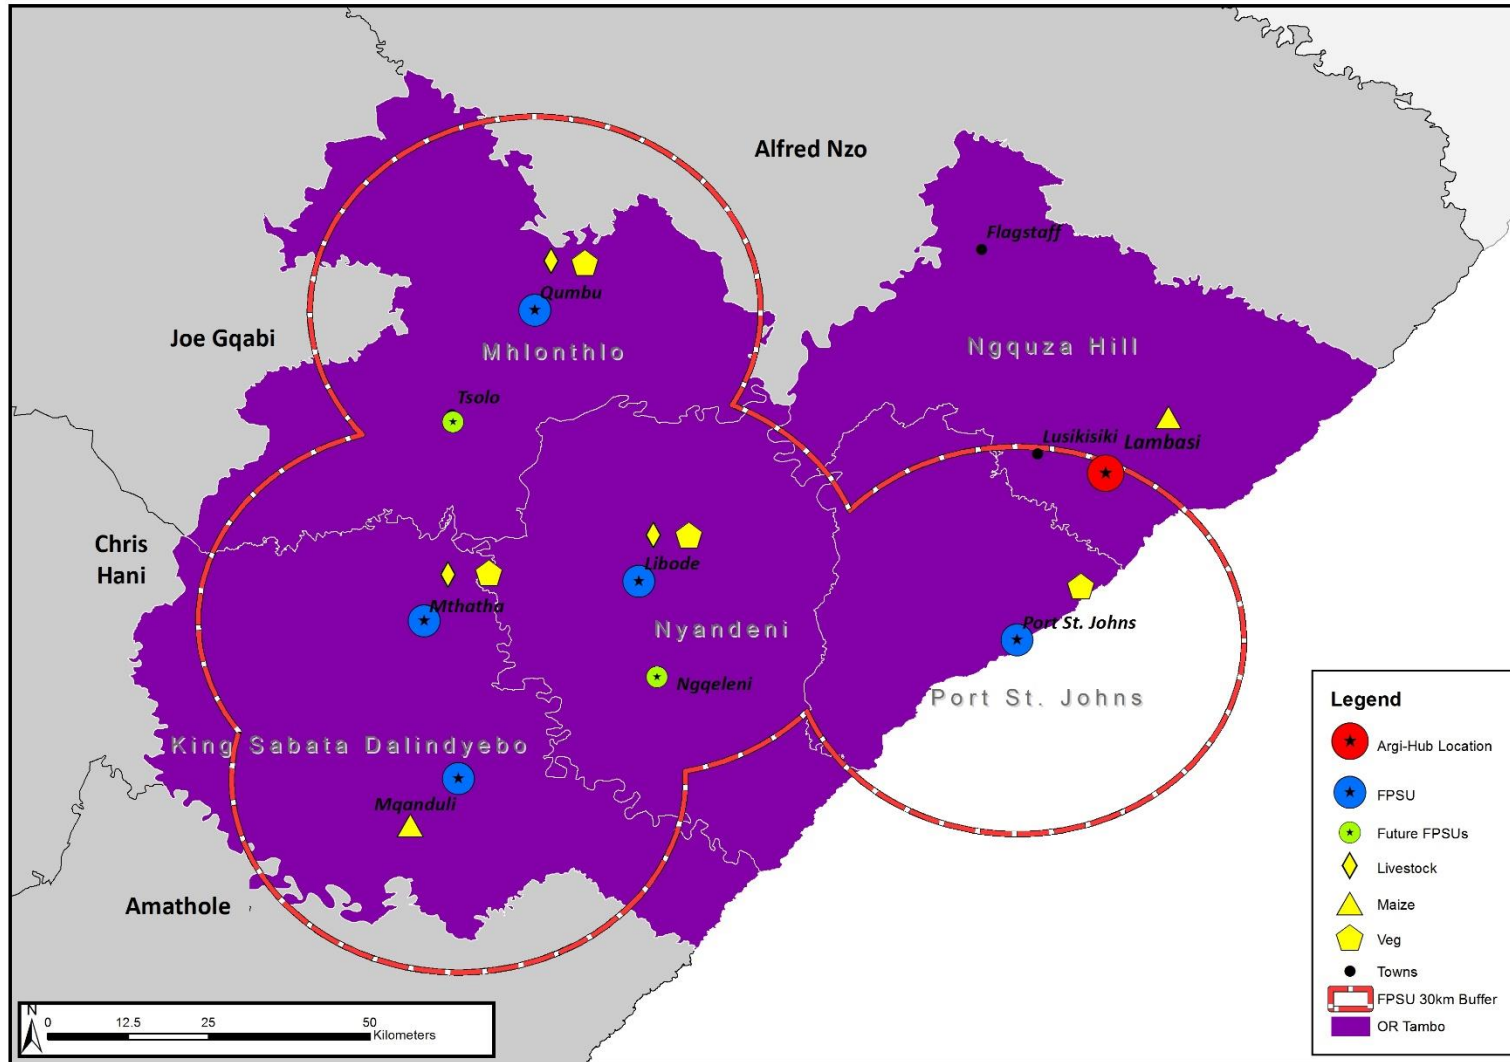 Alfred Nzo
Flagstaff
Qumbu
Joe Gqabi
Mhlonthlo
Ngquza Hill
Tsolo
Lusikisiki
Lambasi
Chris
Hani
Libode
Mthatha
Nyandeni
Port St. Johns
Ngqeleni
Port St. Johns
King Sabata Dalindyebo
Mqanduli
Amathole
N
0 12.5 25 50
Kilometers
Legend
Argi-Hub Location
FPSU
Future FPSUs
Livestock
Maize
Veg
Towns
FPSU 30km Buffer
OR Tambo